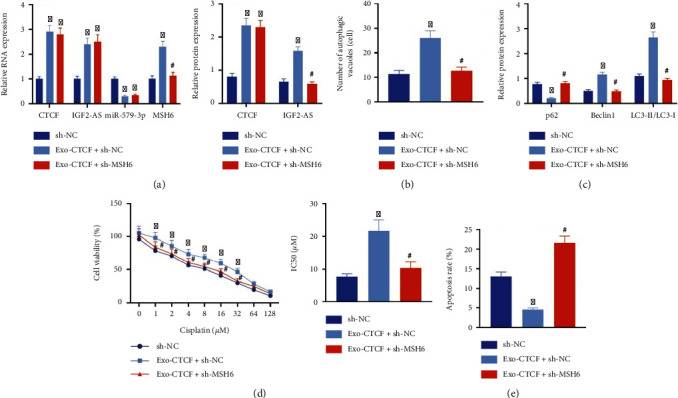 Relative RNA expression
4
3
2
1
0
CTCF IGF2-AS miR-579-3p MSH6
#
sh-NC
Exo-CTCF + sh-NC
Exo-CTCF + sh-MSH6
Relative protein expression
3
2
1
0
CTCF IGF2-AS
#
sh-NC
Exo-CTCF + sh-NC
Exo-CTCF + sh-MSH6
(a)
Number of autophagic
vacuoles (cell)
40
30
20
10
0
#
sh-NC
Exo-CTCF + sh-NC
Exo-CTCF + sh-MSH6
(b)
Relative protein expression
4
3
2
1
0
# # #
p62 Beclin1 LC3-II/LC3-I
sh-NC
Exo-CTCF + sh-NC
Exo-CTCF + sh-MSH6
(c)
Cell viability (%)
150
100
50
0
# # # # # #
0 1 2 4 8 16 32 64 128
Cisplatin (μM)
sh-NC
Exo-CTCF + sh-NC
Exo-CTCF + sh-MSH6
IC50 (μM)
30
20
10
0
#
sh-NC
Exo-CTCF + sh-NC
Exo-CTCF + sh-MSH6
(d)
Apoptosis rate (%)
25
20
15
10
5
0
#
sh-NC
Exo-CTCF + sh-NC
Exo-CTCF + sh-MSH6
(e)